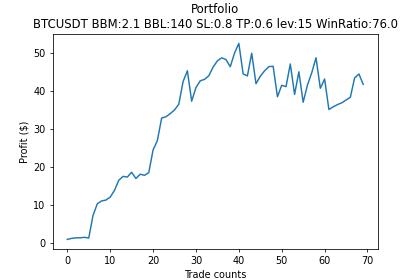 Portfolio
BTCUSDT BBM:2.1 BBL:140 SL:0.8 TP:0.6 lev:15 WinRatio:76.0
50
40
30
20
10
0
Profit ($)
0 10 20 30 40 50 60 70
Trade counts